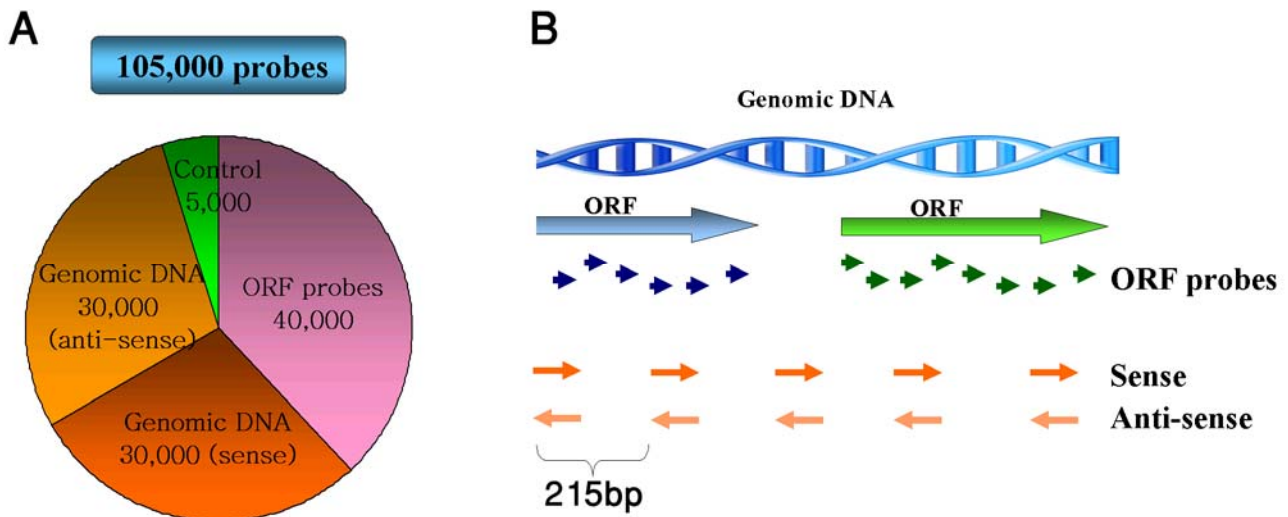 A
105,000 probes
Control
5,000
Genomic DNA
30,000
(anti-sense)
ORF probes
40,000
Genomic DNA
30,000 (sense)
B
Genomic DNA
ORF
ORF
ORF probes
Sense
Anti-sense
215bp